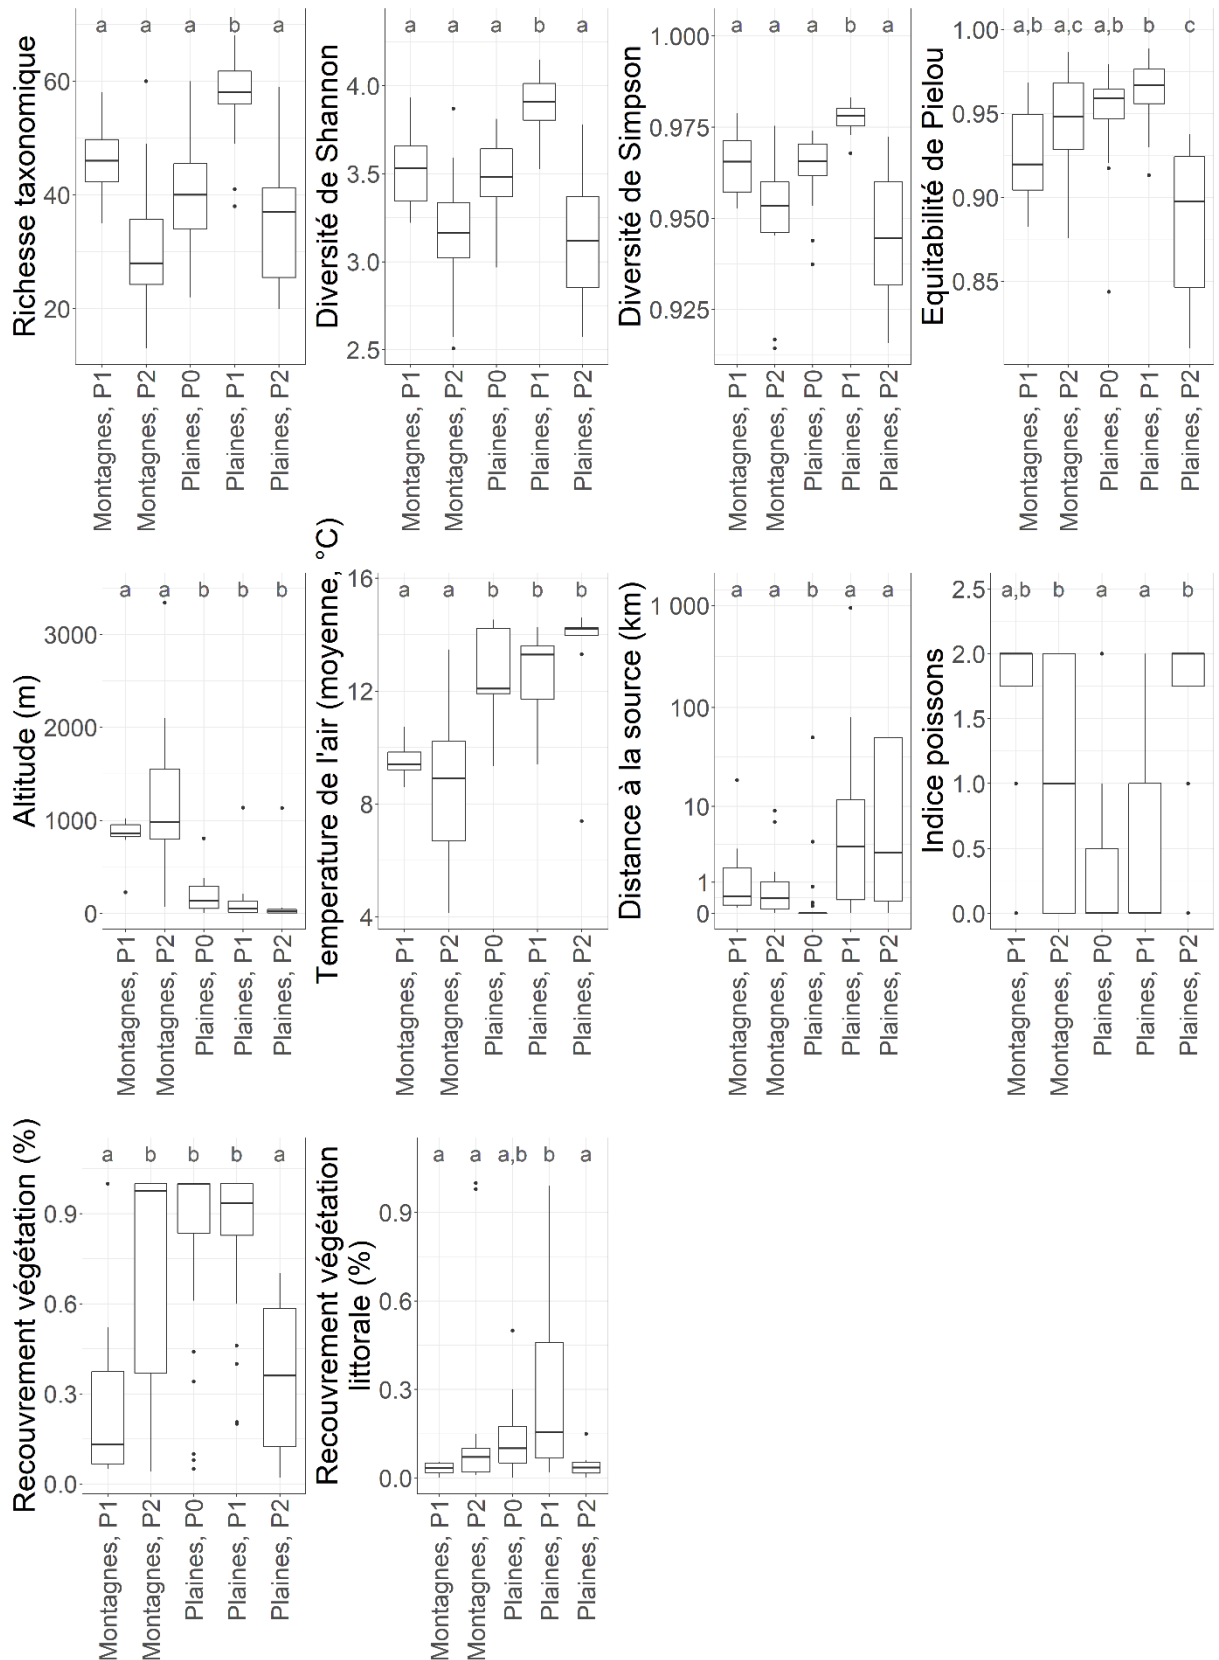 Richesse taxonomique
60
40
20
a a a b a
Montagnes, P1
Montagnes, P2
Plaines, P0
Plaines, P1
Plaines, P2
Diversité de Shannon
4.0
3.5
3.0
2.5
a a a b a
Montagnes, P1
Montagnes, P2
Plaines, P0
Plaines, P1
Plaines, P2
Diversité de Simpson
1.000
0.975
0.950
0.925
a a a b a
Montagnes, P1
Montagnes, P2
Plaines, P0
Plaines, P1
Plaines, P2
Equitabilité de Pielou
1.00
0.95
0.90
0.85
a,b a,c a,b b c
Montagnes, P1
Montagnes, P2
Plaines, P0
Plaines, P1
Plaines, P2
Altitude (m)
3000
2000
1000
0
a a b b b
Montagnes, P1
Montagnes, P2
Plaines, P0
Plaines, P1
Plaines, P2
Temperature de l'air (moyenne, °C)
16
12
8
4
a a b b b
Montagnes, P1
Montagnes, P2
Plaines, P0
Plaines, P1
Plaines, P2
Distance à la source (km)
1 000
100
10
1
0
a a b a a
Montagnes, P1
Montagnes, P2
Plaines, P0
Plaines, P1
Plaines, P2
Indice poissons
2.5
2.0
1.5
1.0
0.5
0.0
a,b b a a b
Montagnes, P1
Montagnes, P2
Plaines, P0
Plaines, P1
Plaines, P2
Recouvrement végétation (%)
0.9
0.6
0.3
0.0
a b b b a
Montagnes, P1
Montagnes, P2
Plaines, P0
Plaines, P1
Plaines, P2
Recouvrement végétation
littorale (%)
0.9
0.6
0.3
0.0
a a a,b b a
Montagnes, P1
Montagnes, P2
Plaines, P0
Plaines, P1
Plaines, P2